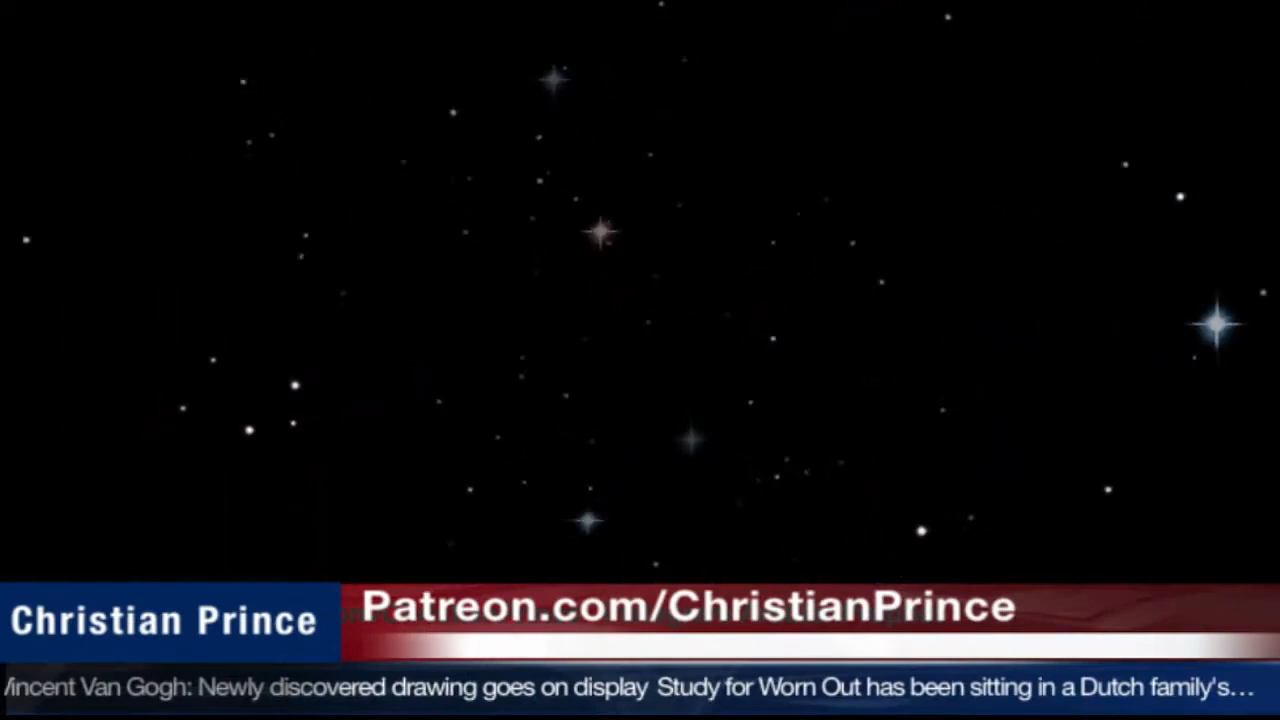 Christian Prince
Patreon.com/ChristianPrince
Vincent Van Gogh: Newly discovered drawing goes on display Study for Worn Out has been sitting in a Dutch family's…